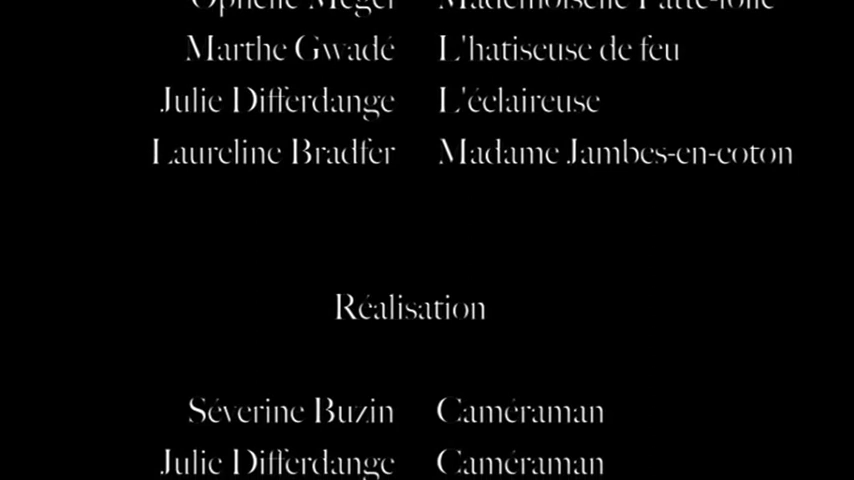 Marthe Gwadé L'hatiseuse de feu
Julie Differdange L'éclaireuse
Laureline Bradfer Madame Jambes-en-coton
Réalisation
Séverine Buzin Caméraman
Julie Differdange Caméraman